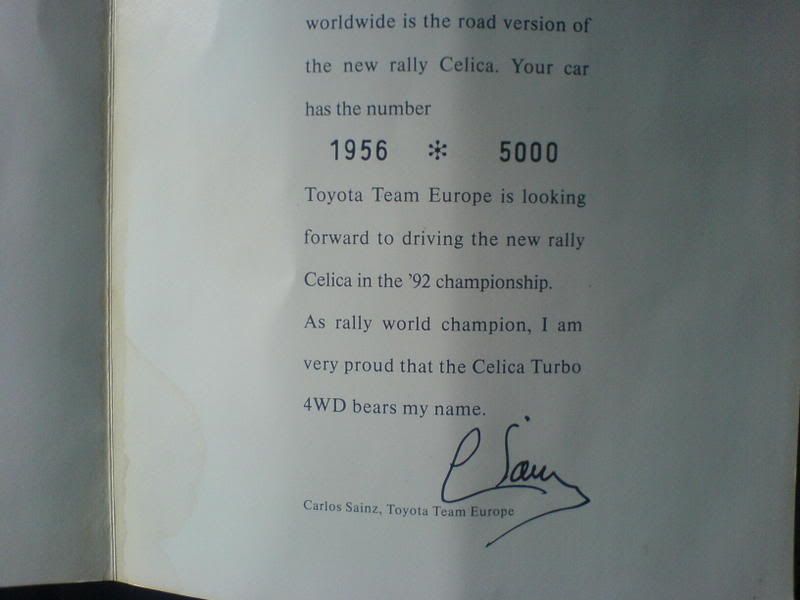 worldwide is the road version of
the new rally Celica. Your car
has the number
1956 * 5000
Toyota Team Europe is looking
forward to driving the new rally
Celica in the '92 championship.
As rally world champion, I am
very proud that the Celica Turbo
4WD bears my name.
C Sainz
Carlos Sainz, Toyota Team Europe